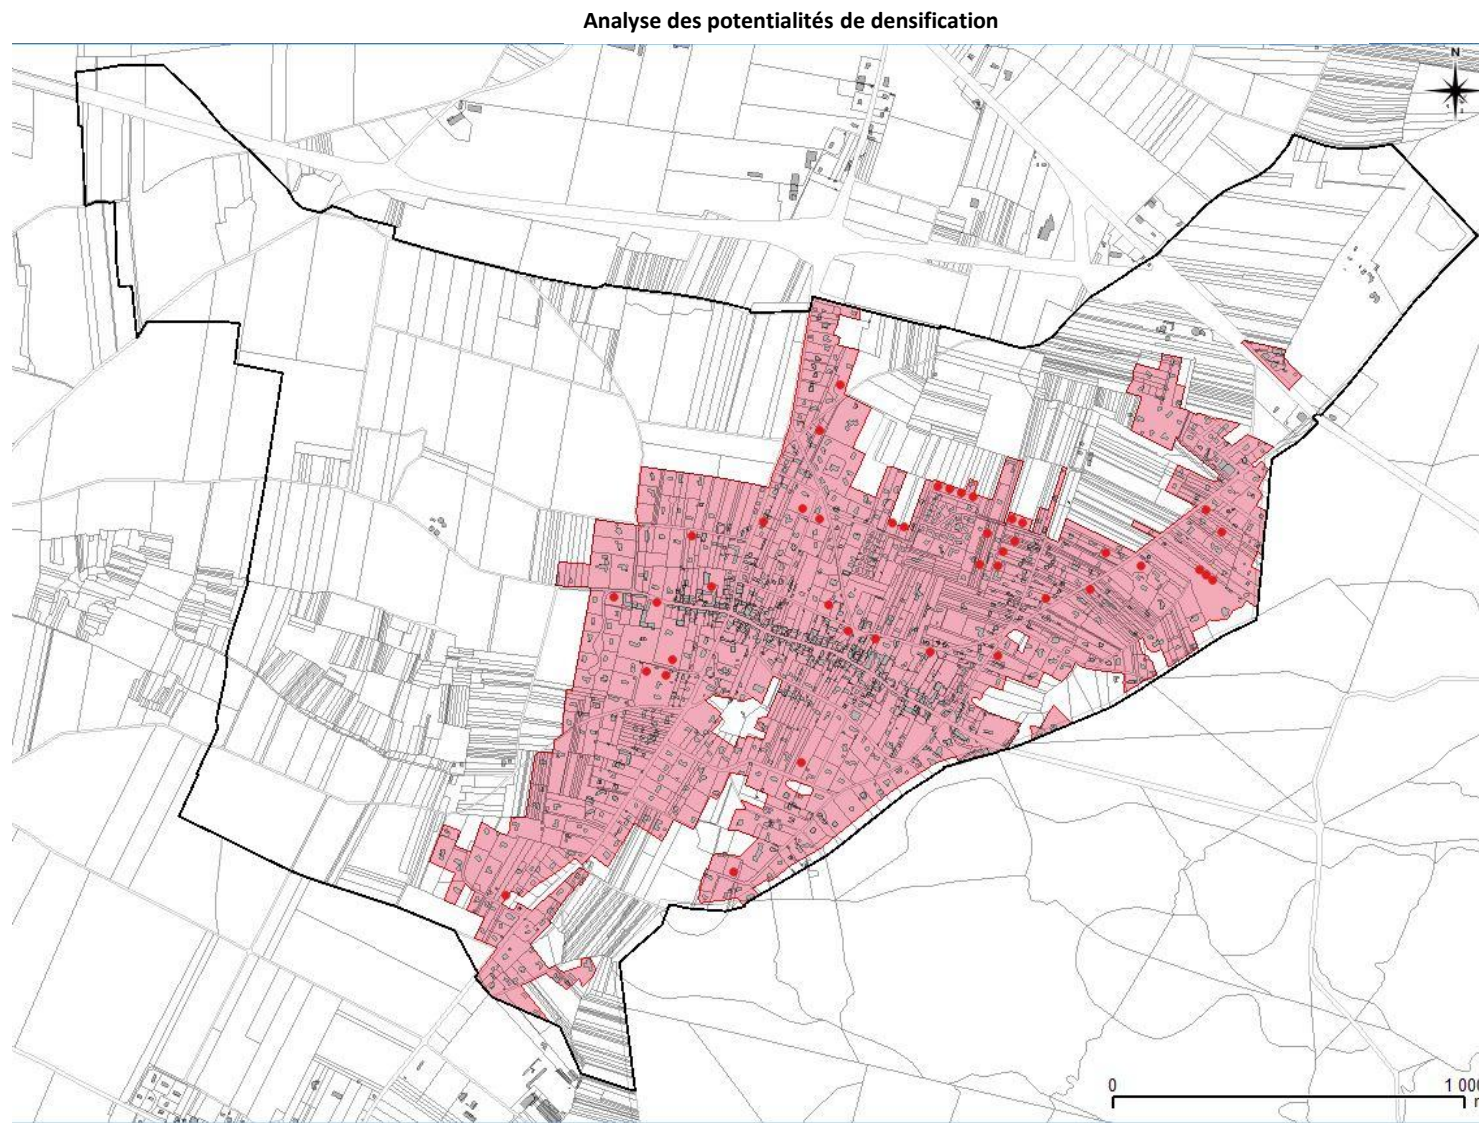 Analyse des potentialités de densification
N
0 1 000